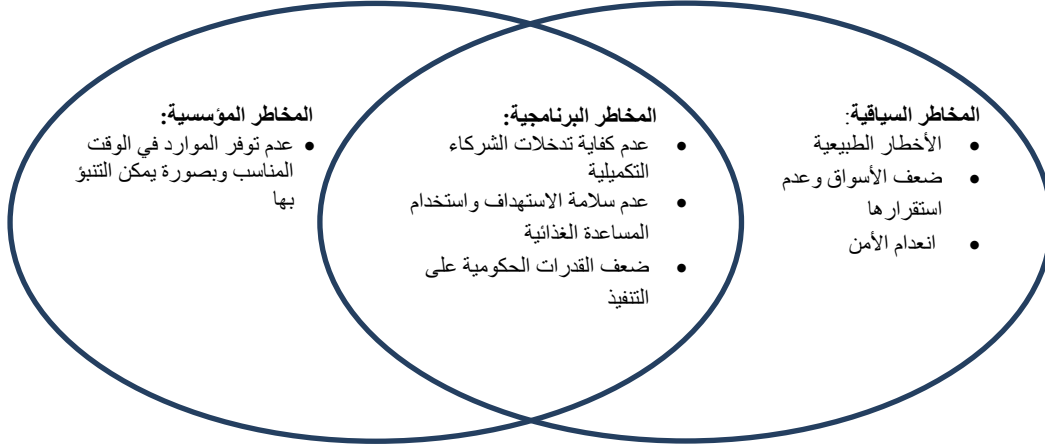 المخاطر السياقية:
• الأخطار الطبيعية
• ضعف الأسواق وعدم
استقرارها
• انعدام الأمن
المخاطر البرنامجية:
• عدم كفاية تدخلات الشركاء
التكميلية
• عدم سلامة الاستهداف واستخدام
المساعدة الغذائية
• ضعف القدرات الحكومية على
التنفيذ
المخاطر المؤسسية:
• عدم توفر الموارد في الوقت
المناسب وبصورة يمكن التنبؤ
بها